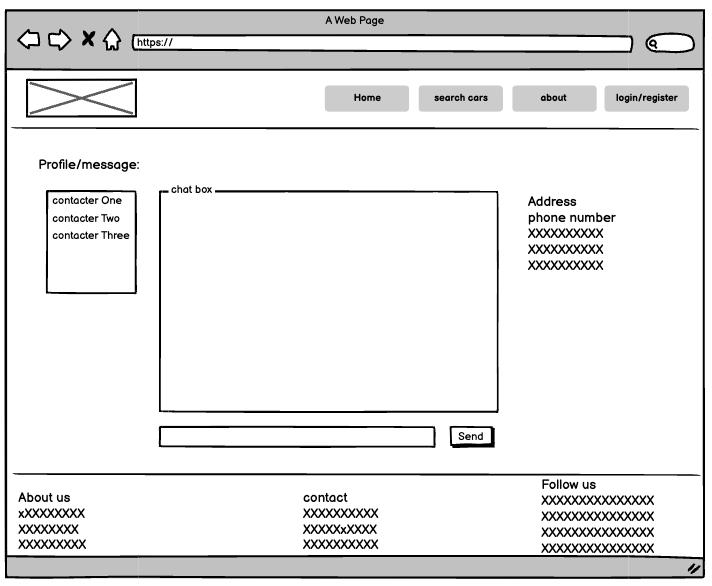 A Web Page
https://
Home
search cars
about
login/register
Profile/message:
contacter One
contacter Two
contacter Three
chat box
Address
phone number
XXXXXXXXXX
XXXXXXXXXX
XXXXXXXXXX
Send
About us
xXXXXXXXX
XXXXXXXX
XXXXXXXXX
contact
XXXXXXXXXX
XXXXXxXXXX
XXXXXXXXXX
Follow us
XXXXXXXXXXXXXXX
XXXXXXXXXXXXXXX
XXXXXXXXXXXXXXX
XXXXXXXXXXXXXXX